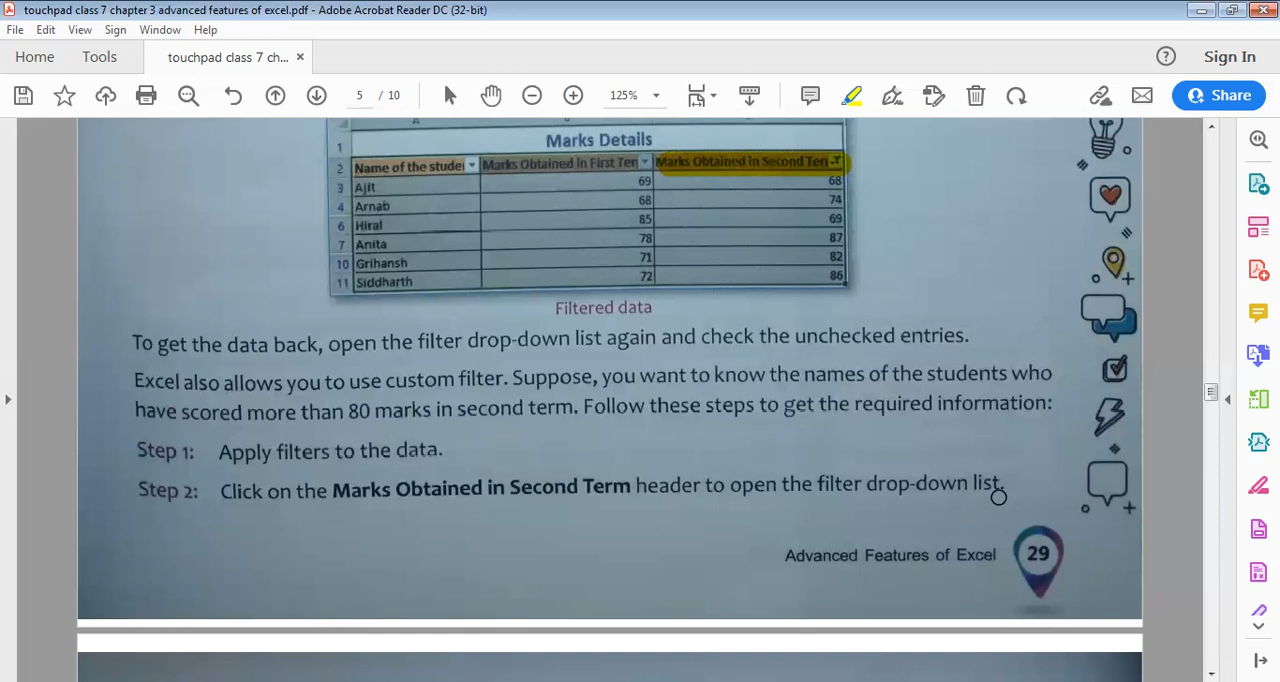 touchpad class 7 chapter 3 advanced features of excel.pdf - Adobe Acrobat Reader DC (32-bit)
File Edit View Sign Window Help
Home Tools touchpad class 7 ch... × Sign In
5 / 10 125% Share
1 Marks Details
2 Name of the studer Marks Obtained in First Ter Marks Obtained in Second Ter
3 Ajit 69 68
4 Arnab 68 74
6 Hiral 85 69
7 Anita 78 87
10 Grihansh 71 82
11 Siddharth 72 86
Filtered data
To get the data back, open the filter drop-down list again and check the unchecked entries.
Excel also allows you to use custom filter. Suppose, you want to know the names of the students who
have scored more than 80 marks in second term. Follow these steps to get the required information:
Step 1: Apply filters to the data.
Step 2: Click on the Marks Obtained in Second Term header to open the filter drop-down list.
Advanced Features of Excel 29